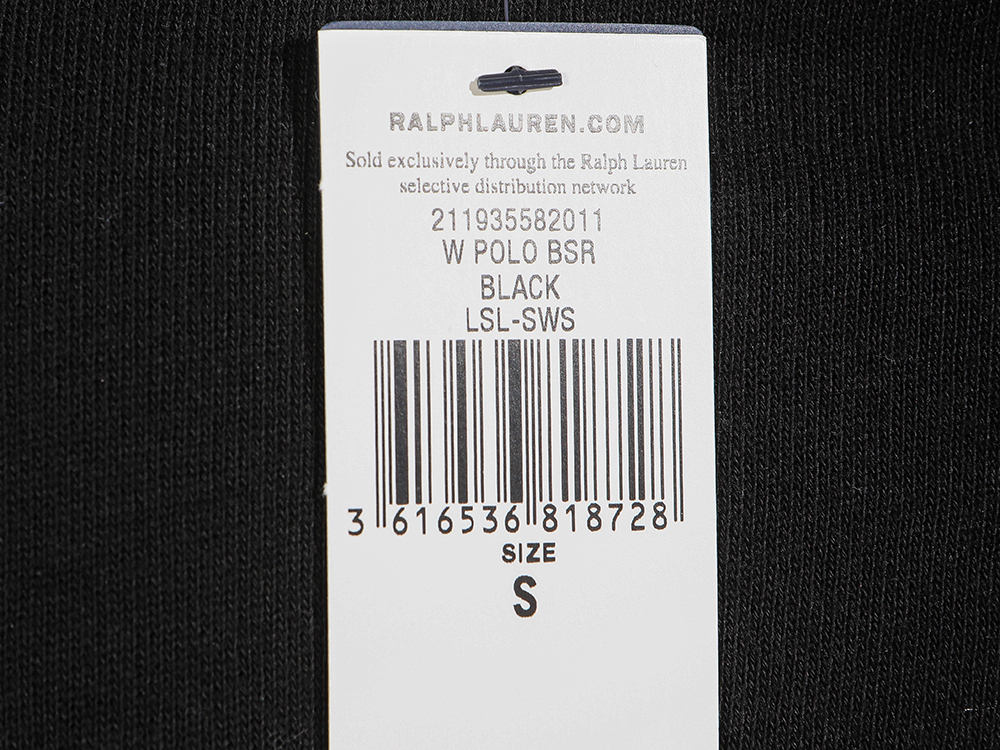 RALPHLAUREN.COM
Sold exclusively through the Ralph Lauren
selective distribution network
211935582011
W POLO BSR
BLACK
LSL-SWS
3 616536 818728
SIZE
S